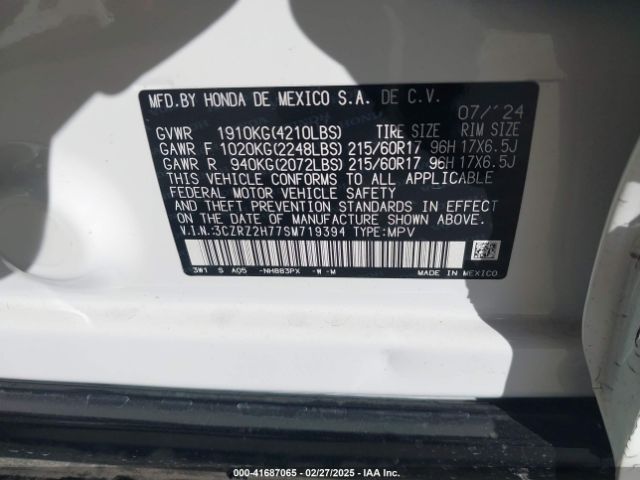 MFD.BY HONDA DE MEXICO S.A. DE C.V.
07/'24
GVWR 1910KG(4210LBS) TIRE SIZE RIM SIZE
GAWR F 1020KG(2248LBS) 215/60R17 96H 17X6.5J
GAWR R 940KG(2072LBS) 215/60R17 96H 17X6.5J
THIS VEHICLE CONFORMS TO ALL APPLICABLE
FEDERAL MOTOR VEHICLE SAFETY
AND THEFT PREVENTION STANDARDS IN EFFECT
ON THE DATE OF MANUFACTURE SHOWN ABOVE.
V.I.N.:3CZRZ2H77SM719394 TYPE:MPV
3W1 S AQ5 -NH883PX -W -M
MADE IN MEXICO
000-41687065 | 02/27/2025 | IAA Inc.